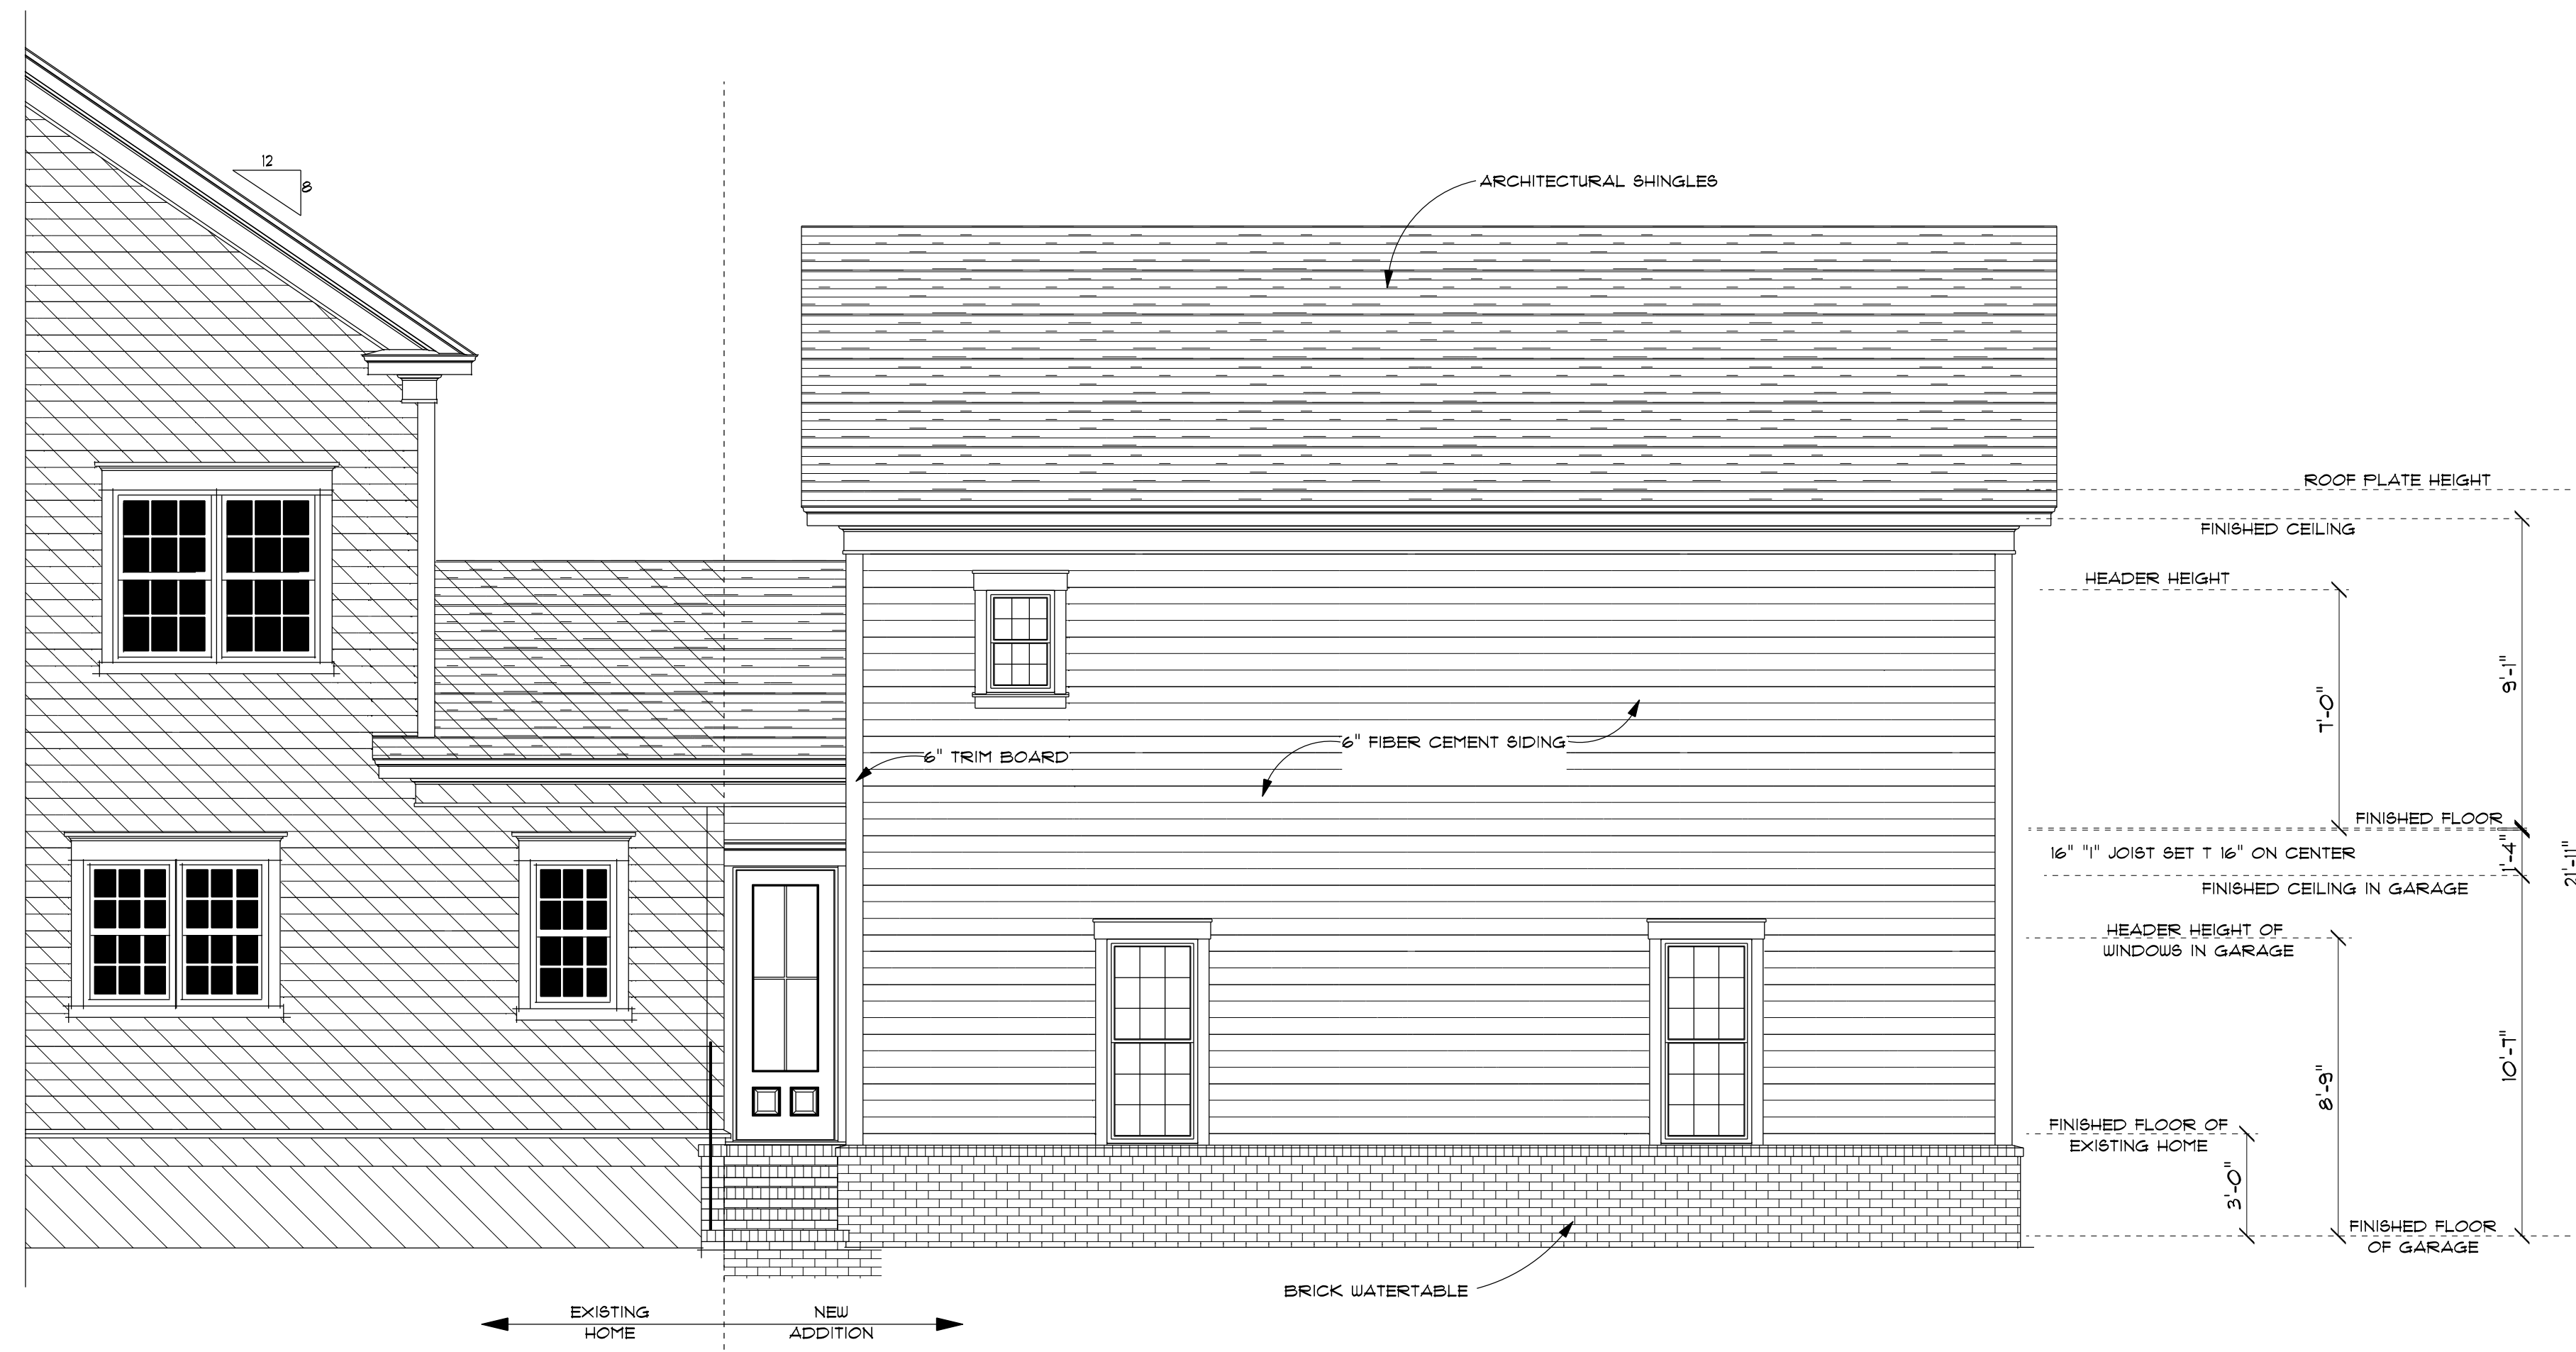 12
8
ARCHITECTURAL SHINGLES
ROOF PLATE HEIGHT
FINISHED CEILING
HEADER HEIGHT
9'-1"
7'-0"
6" FIBER CEMENT SIDING
6" TRIM BOARD
FINISHED FLOOR
16" "I" JOIST SET T 16" ON CENTER
1'-4"
21'-11"
FINISHED CEILING IN GARAGE
HEADER HEIGHT OF
WINDOWS IN GARAGE
10'-7"
8'-9"
FINISHED FLOOR OF
EXISTING HOME
3'-0"
FINISHED FLOOR
OF GARAGE
BRICK WATERTABLE
EXISTING
HOME
NEW
ADDITION